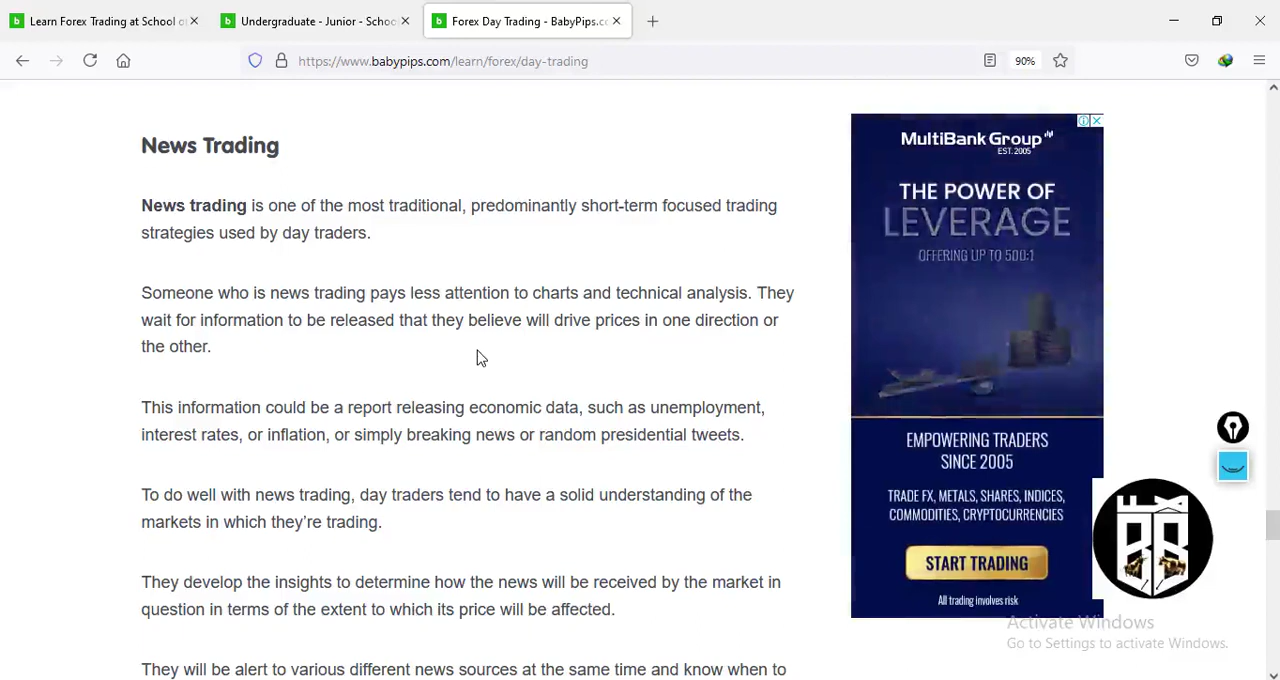 Learn Forex Trading at School o
Undergraduate - Junior - Schoo
Forex Day Trading - BabyPips.co
https://www.babypips.com/learn/forex/day-trading
90%
News Trading
News trading is one of the most traditional, predominantly short-term focused trading
strategies used by day traders.
Someone who is news trading pays less attention to charts and technical analysis. They
wait for information to be released that they believe will drive prices in one direction or
the other.
This information could be a report releasing economic data, such as unemployment,
interest rates, or inflation, or simply breaking news or random presidential tweets.
To do well with news trading, day traders tend to have a solid understanding of the
markets in which they're trading.
They develop the insights to determine how the news will be received by the market in
question in terms of the extent to which its price will be affected.
They will be alert to various different news sources at the same time and know when to
MultiBank Group
EST. 2005
THE POWER OF
LEVERAGE
OFFERING UP TO 500:1
EMPOWERING TRADERS
SINCE 2005
TRADE FX, METALS, SHARES, INDICES,
COMMODITIES, CRYPTOCURRENCIES
START TRADING
All trading involves risk
Activate Windows
Go to Settings to activate Windows.